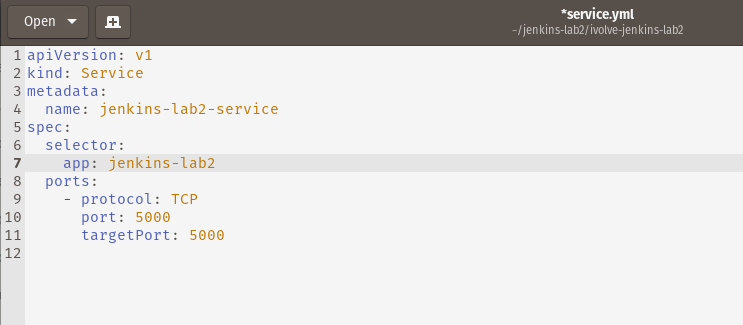 Open
*service.yml
~/jenkins-lab2/ivolve-jenkins-lab2
1 apiVersion: v1
2 kind: Service
3 metadata:
4   name: jenkins-lab2-service
5 spec:
6   selector:
7     app: jenkins-lab2
8   ports:
9     - protocol: TCP
10       port: 5000
11       targetPort: 5000
12